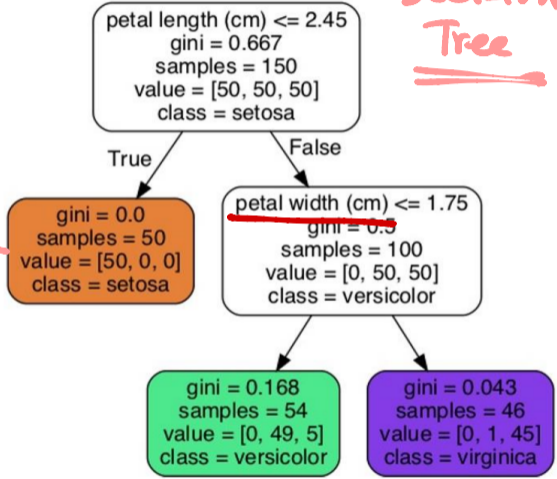 Tree
petal length (cm) <= 2.45
gini = 0.667
samples = 150
value = [50, 50, 50]
class = setosa
True
False
gini = 0.0
samples = 50
value = [50, 0, 0]
class = setosa
petal width (cm) <= 1.75
gini = 0.5
samples = 100
value = [0, 50, 50]
class = versicolor
gini = 0.168
samples = 54
value = [0, 49, 5]
class = versicolor
gini = 0.043
samples = 46
value = [0, 1, 45]
class = virginica